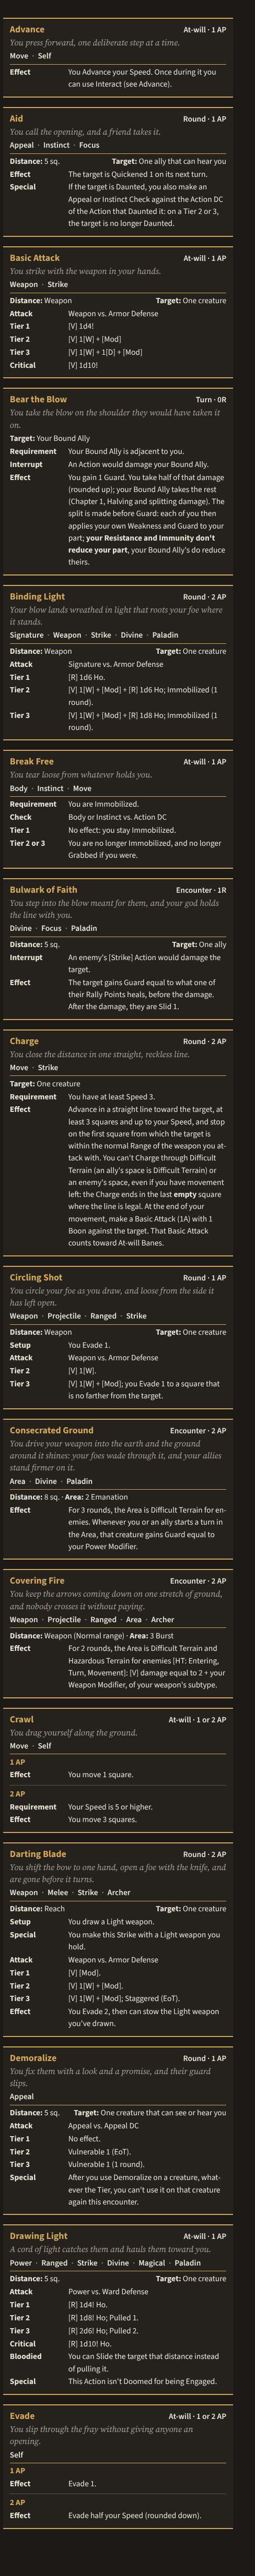 Advance At-will · 1 AP
You press forward, one deliberate step at a time.
Move · Self
Effect You Advance your Speed. Once during it you
can use Interact (see Advance).
Aid Round · 1 AP
You call the opening, and a friend takes it.
Appeal · Instinct · Focus
Distance: 5 sq. Target: One ally that can hear you
Effect The target is Quickened 1 on its next turn.
Special If the target is Daunted, you also make an
Appeal or Instinct Check against the Action DC
of the Action that Daunted it: on a Tier 2 or 3,
the target is no longer Daunted.
Basic Attack At-will · 1 AP
You strike with the weapon in your hands.
Weapon · Strike
Distance: Weapon Target: One creature
Attack Weapon vs. Armor Defense
Tier 1 [V] 1d4!
Tier 2 [V] 1[W] + [Mod]
Tier 3 [V] 1[W] + 1[D] + [Mod]
Critical [V] 1d10!
Bear the Blow Turn · 0R
You take the blow on the shoulder they would have taken it
on.
Target: Your Bound Ally
Requirement Your Bound Ally is adjacent to you.
Interrupt An Action would damage your Bound Ally.
Effect You gain 1 Guard. You take half of that damage
(rounded up); your Bound Ally takes the rest
(Chapter 1, Halving and splitting damage). The
split is made before Guard: each of you then
applies your own Weakness and Guard to your
part; your Resistance and Immunity don't
reduce your part, your Bound Ally's do reduce
theirs.
Binding Light Round · 2 AP
Your blow lands wreathed in light that roots your foe where
it stands.
Signature · Weapon · Strike · Divine · Paladin
Distance: Weapon Target: One creature
Attack Signature vs. Armor Defense
Tier 1 [R] 1d6 Ho.
Tier 2 [V] 1[W] + [Mod] + [R] 1d6 Ho; Immobilized (1
round).
Tier 3 [V] 1[W] + [Mod] + [R] 1d8 Ho; Immobilized (1
round).
Break Free At-will · 1 AP
You tear loose from whatever holds you.
Body · Instinct · Move
Requirement You are Immobilized.
Check Body or Instinct vs. Action DC
Tier 1 No effect: you stay Immobilized.
Tier 2 or 3 You are no longer Immobilized, and no longer
Grabbed if you were.
Bulwark of Faith Encounter · 1R
You step into the blow meant for them, and your god holds
the line with you.
Divine · Focus · Paladin
Distance: 5 sq. Target: One ally
Interrupt An enemy's [Strike] Action would damage the
target.
Effect The target gains Guard equal to what one of
their Rally Points heals, before the damage.
After the damage, they are Slid 1.
Charge Round · 2 AP
You close the distance in one straight, reckless line.
Move · Strike
Target: One creature
Requirement You have at least Speed 3.
Effect Advance in a straight line toward the target, at
least 3 squares and up to your Speed, and stop
on the first square from which the target is
within the normal Range of the weapon you at-
tack with. You can't Charge through Difficult
Terrain (an ally's space is Difficult Terrain) or
an enemy's space, even if you have movement
left: the Charge ends in the last empty square
where the line is legal. At the end of your
movement, make a Basic Attack (1A) with 1
Boon against the target. That Basic Attack
counts toward At-will Banes.
Circling Shot Round · 1 AP
You circle your foe as you draw, and loose from the side it
has left open.
Weapon · Projectile · Ranged · Strike
Distance: Weapon Target: One creature
Setup You Evade 1.
Attack Weapon vs. Armor Defense
Tier 2 [V] 1[W].
Tier 3 [V] 1[W] + [Mod]; you Evade 1 to a square that
is no farther from the target.
Consecrated Ground Encounter · 2 AP
You drive your weapon into the earth and the ground
around it shines: your foes wade through it, and your allies
stand firmer on it.
Area · Divine · Paladin
Distance: 8 sq. · Area: 2 Emanation
Effect For 3 rounds, the Area is Difficult Terrain for en-
emies. Whenever you or an ally starts a turn in
the Area, that creature gains Guard equal to
your Power Modifier.
Covering Fire Encounter · 2 AP
You keep the arrows coming down on one stretch of ground,
and nobody crosses it without paying.
Weapon · Projectile · Ranged · Area · Archer
Distance: Weapon (Normal range) · Area: 3 Burst
Effect For 2 rounds, the Area is Difficult Terrain and
Hazardous Terrain for enemies [HT: Entering,
Turn, Movement]: [V] damage equal to 2 + your
Weapon Modifier, of your weapon's subtype.
Crawl At-will · 1 or 2 AP
You drag yourself along the ground.
Move · Self
1 AP
Effect You move 1 square.
2 AP
Requirement Your Speed is 5 or higher.
Effect You move 3 squares.
Darting Blade Round · 2 AP
You shift the bow to one hand, open a foe with the knife, and
are gone before it turns.
Weapon · Melee · Strike · Archer
Distance: Reach Target: One creature
Setup You draw a Light weapon.
Special You make this Strike with a Light weapon you
hold.
Attack Weapon vs. Armor Defense
Tier 1 [V] [Mod].
Tier 2 [V] 1[W] + [Mod].
Tier 3 [V] 1[W] + [Mod]; Staggered (EoT).
Effect You Evade 2, then can stow the Light weapon
you've drawn.
Demoralize Round · 1 AP
You fix them with a look and a promise, and their guard
slips.
Appeal
Distance: 5 sq. Target: One creature that can see or hear you
Attack Appeal vs. Appeal DC
Tier 1 No effect.
Tier 2 Vulnerable 1 (EoT).
Tier 3 Vulnerable 1 (1 round).
Special After you use Demoralize on a creature, what-
ever the Tier, you can't use it on that creature
again this encounter.
Drawing Light At-will · 1 AP
A cord of light catches them and hauls them toward you.
Power · Ranged · Strike · Divine · Magical · Paladin
Distance: 5 sq. Target: One creature
Attack Power vs. Ward Defense
Tier 1 [R] 1d4! Ho.
Tier 2 [R] 1d8! Ho; Pulled 1.
Tier 3 [R] 2d6! Ho; Pulled 2.
Critical [R] 1d10! Ho.
Bloodied You can Slide the target that distance instead
of pulling it.
Special This Action isn't Doomed for being Engaged.
Evade At-will · 1 or 2 AP
You slip through the fray without giving anyone an
opening.
Self
1 AP
Effect Evade 1.
2 AP
Effect Evade half your Speed (rounded down).